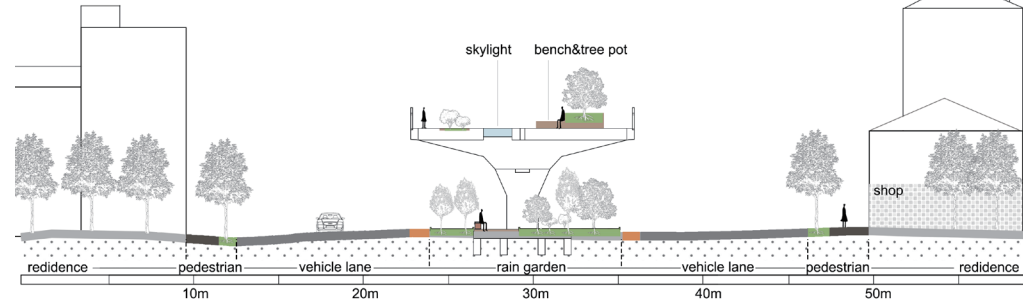 skylight
bench&tree pot
shop
redidence
pedestrian
vehicle lane
rain garden
vehicle lane
pedestrian
redidence
10m
20m
30m
40m
50m